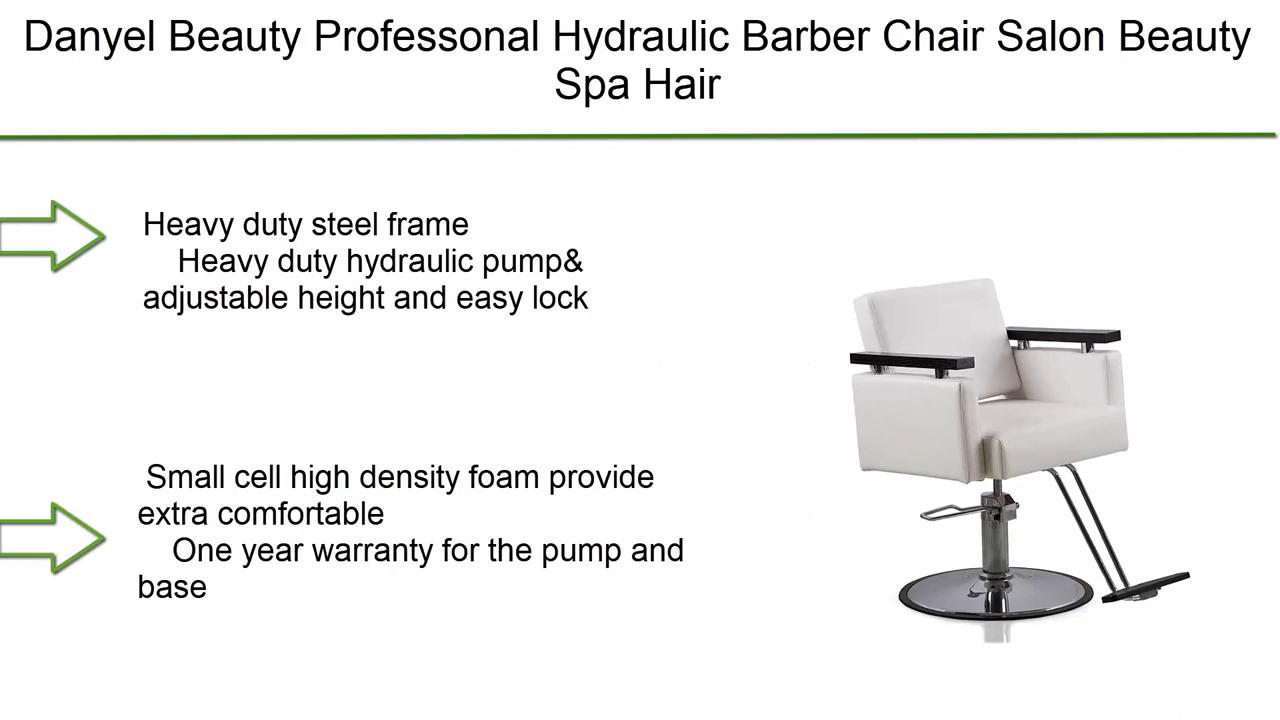 Danyel Beauty Professonal Hydraulic Barber Chair Salon Beauty
Spa Hair
Heavy duty steel frame
Heavy duty hydraulic pump&
adjustable height and easy lock
Small cell high density foam provide
extra comfortable
One year warranty for the pump and
base